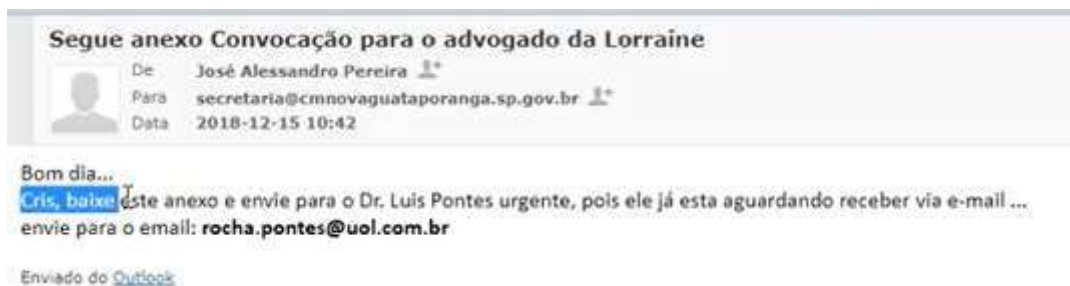 Segue anexo Convocação para o advogado da Lorraine
De José Alessandro Pereira
Para secretaria@cmnovaguataporanga.sp.gov.br
Data 2018-12-15 10:42
Bom dia...
Cris, baixe este anexo e envie para o Dr. Luis Pontes urgente, pois ele já esta aguardando receber via e-mail ...
envie para o email: rocha.pontes@uol.com.br
Enviado do Outlook